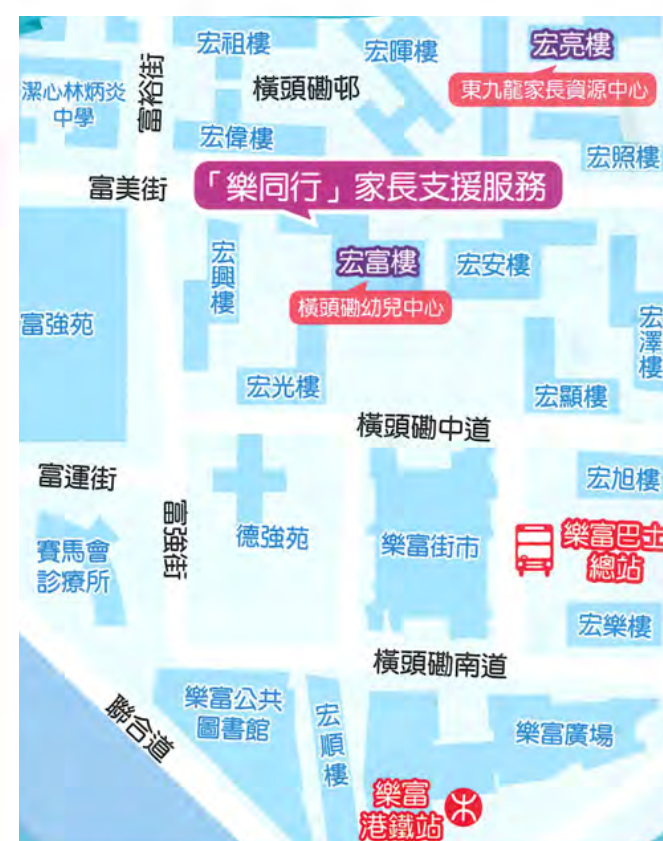 宏祖樓
宏暉樓
宏亮樓
富裕街
潔心林炳炎
中學
橫頭磡邨
東九龍家長資源中心
宏偉樓
宏照樓
富美街
「樂同行」家長支援服務
宏興樓
宏富樓
宏安樓
橫頭磡幼兒中心
富強苑
宏澤樓
宏光樓
宏顯樓
橫頭磡中道
富運街
宏旭樓
富強街
德強苑
樂富街市
樂富巴士
總站
賽馬會
診療所
宏樂樓
橫頭磡南道
聯合道
樂富公共
圖書館
宏順樓
樂富廣場
樂富
港鐵站